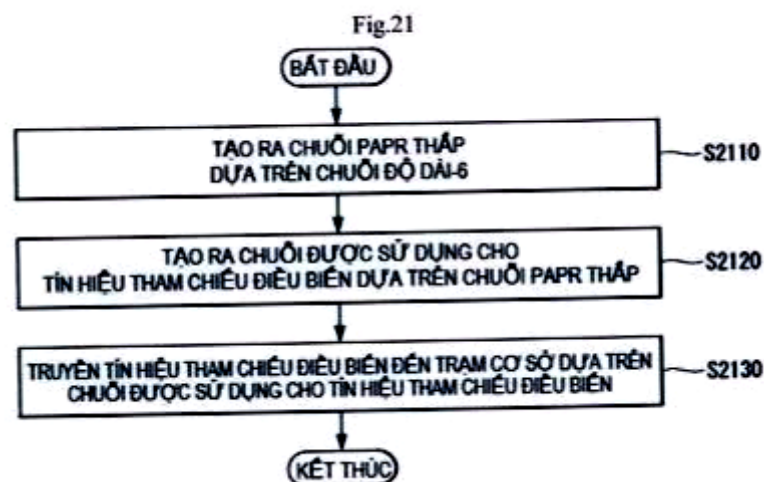 Fig.21
BẮT ĐẦU
TẠO RA CHUỖI PAPR THẤP
DỰA TRÊN CHUỖI ĐỘ DÀI-6
S2110
TẠO RA CHUỖI ĐƯỢC SỬ DỤNG CHO
TÍN HIỆU THAM CHIẾU ĐIỀU BIẾN DỰA TRÊN CHUỖI PAPR THẤP
S2120
TRUYỀN TÍN HIỆU THAM CHIẾU ĐIỀU BIẾN ĐẾN TRẠM CƠ SỞ DỰA TRÊN
CHUỖI ĐƯỢC SỬ DỤNG CHO TÍN HIỆU THAM CHIẾU ĐIỀU BIẾN
S2130
KẾT THÚC